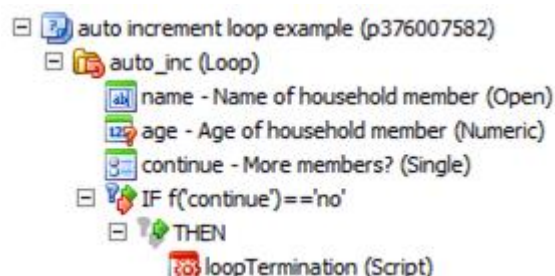 auto increment loop example (p376007582)
auto_inc (Loop)
name - Name of household member (Open)
age - Age of household member (Numeric)
continue - More members? (Single)
IF f('continue')=='no'
THEN
loopTermination (Script)